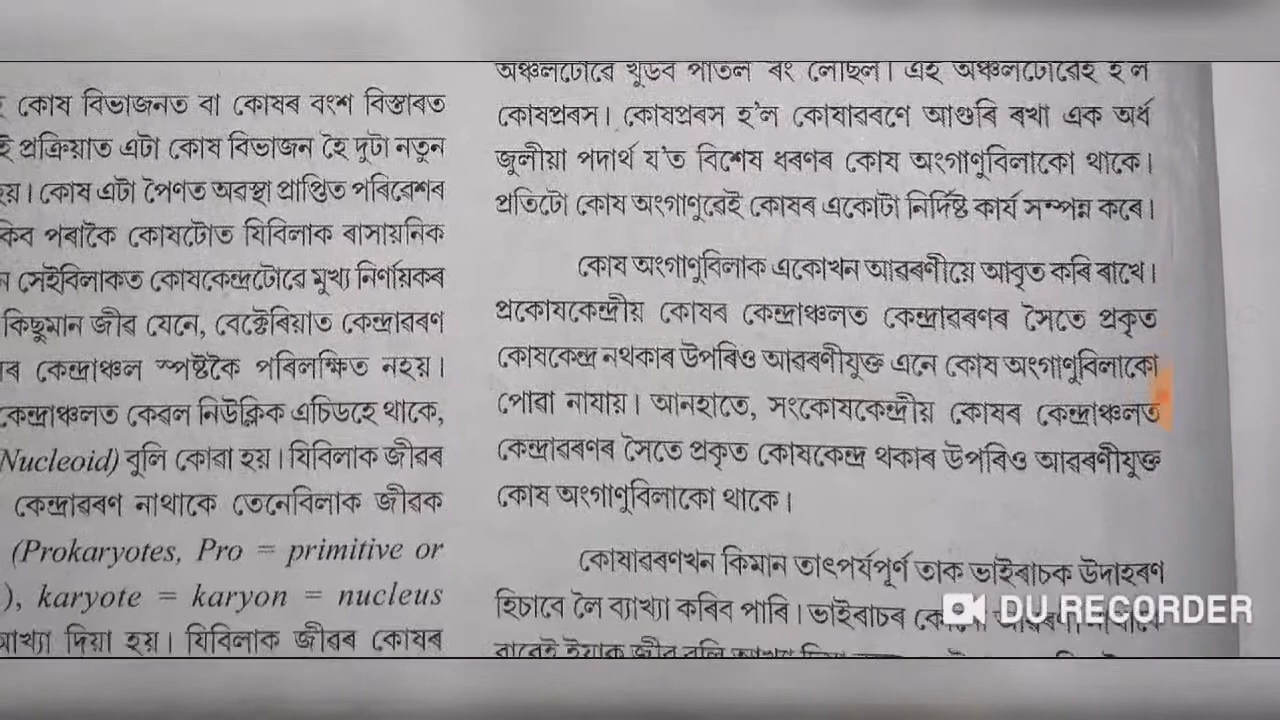 কোষ বিভাজনত বা কোষৰ বংশ বিস্তাৰত
প্ৰক্ৰিয়াত এটা কোষ বিভাজন হৈ দুটা নতুন
হয়। কোষ এটা পৈণত অৱস্থা প্ৰাপ্তিত পৰিবেশৰ
পৰাকৈ কোষটোত যিবিলাক ৰাসায়নিক
সেইবিলাকত কোষকেন্দ্ৰটোৱে মুখ্য নিৰ্ণায়কৰ
কিছুমান জীৱ যেনে, বেক্টেৰিয়াত কেন্দ্ৰাৱৰণ
কেন্দ্ৰাঞ্চল স্পষ্টকৈ পৰিলক্ষিত নহয়।
কেন্দ্ৰাঞ্চলত কেৱল নিউক্লিক এচিডহে থাকে,
Nucleoid) বুলি কোৱা হয়। যিবিলাক জীৱৰ
কেন্দ্ৰাৱৰণ নাথাকে তেনেবিলাক জীৱক
(Prokaryotes, Pro = primitive or
), karyote = karyon = nucleus
আখ্যা দিয়া হয়। যিবিলাক জীৱৰ কোষৰ
অঞ্চলটোৱে খুউব পাতল ৰং লৈছিল। এই অঞ্চলটোৱেই হ'ল
কোষপ্ৰৰস। কোষপ্ৰৰস হ'ল কোষাৱৰণে আগুৰি ৰখা এক অৰ্ধ
জুলীয়া পদাৰ্থ য'ত বিশেষ ধৰণৰ কোষ অংগাণুবিলাকো থাকে।
প্ৰতিটো কোষ অংগাণুৱেই কোষৰ একোটা নিৰ্দিষ্ট কাৰ্য সম্পন্ন কৰে।
কোষ অংগাণুবিলাক একোখন আৱৰণীয়ে আবৃত কৰি ৰাখে।
প্ৰকোষকেন্দ্ৰীয় কোষৰ কেন্দ্ৰাঞ্চলত কেন্দ্ৰাৱৰণৰ সৈতে প্ৰকৃত
কোষকেন্দ্ৰ নথকাৰ উপৰিও আৱৰণীযুক্ত এনে কোষ অংগাণুবিলাকো
পোৱা নাযায়। আনহাতে, সংকোষকেন্দ্ৰীয় কোষৰ কেন্দ্ৰাঞ্চলত
কেন্দ্ৰাৱৰণৰ সৈতে প্ৰকৃত কোষকেন্দ্ৰ থকাৰ উপৰিও আৱৰণীযুক্ত
কোষ অংগাণুবিলাকো থাকে।
কোষাৱৰণখন কিমান তাৎপৰ্যপূৰ্ণ তাক ভাইৰাচক উদাহৰণ
হিচাবে লৈ ব্যাখ্যা কৰিব পাৰি। ভাইৰাচৰ
DU RECORDER